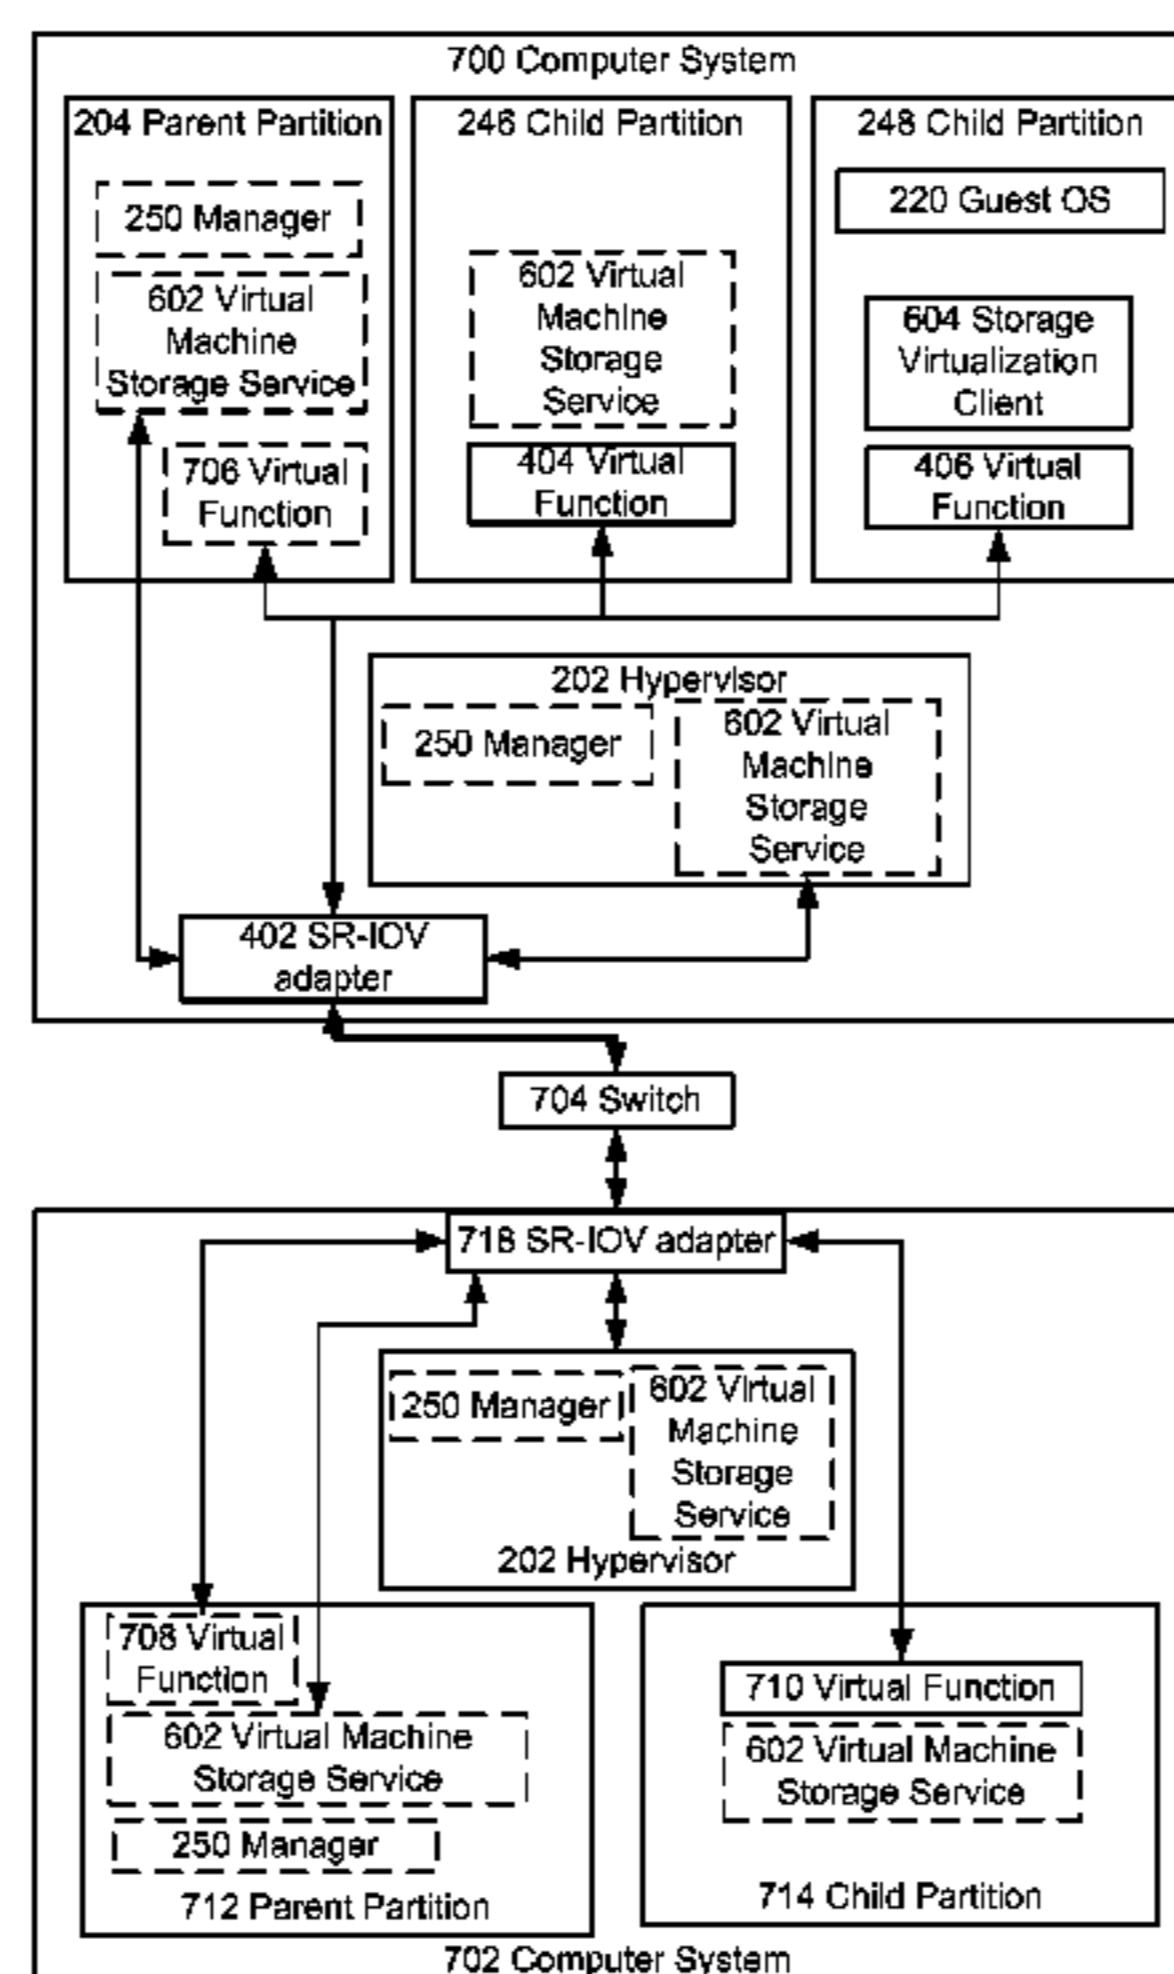 700 Computer System
204 Parent Partition
250 Manager
602 Virtual
Machine
Storage Service
706 Virtual
Function
246 Child Partition
602 Virtual
Machine
Storage
Service
404 Virtual
Function
248 Child Partition
220 Guest OS
604 Storage
Virtualization
Client
406 Virtual
Function
202 Hypervisor
250 Manager
602 Virtual
Machine
Storage
Service
402 SR-IOV
adapter
704 Switch
718 SR-IOV adapter
250 Manager
602 Virtual
Machine
Storage
Service
202 Hypervisor
708 Virtual
Function
602 Virtual Machine
Storage Service
250 Manager
712 Parent Partition
710 Virtual Function
602 Virtual Machine
Storage Service
714 Child Partition
702 Computer System